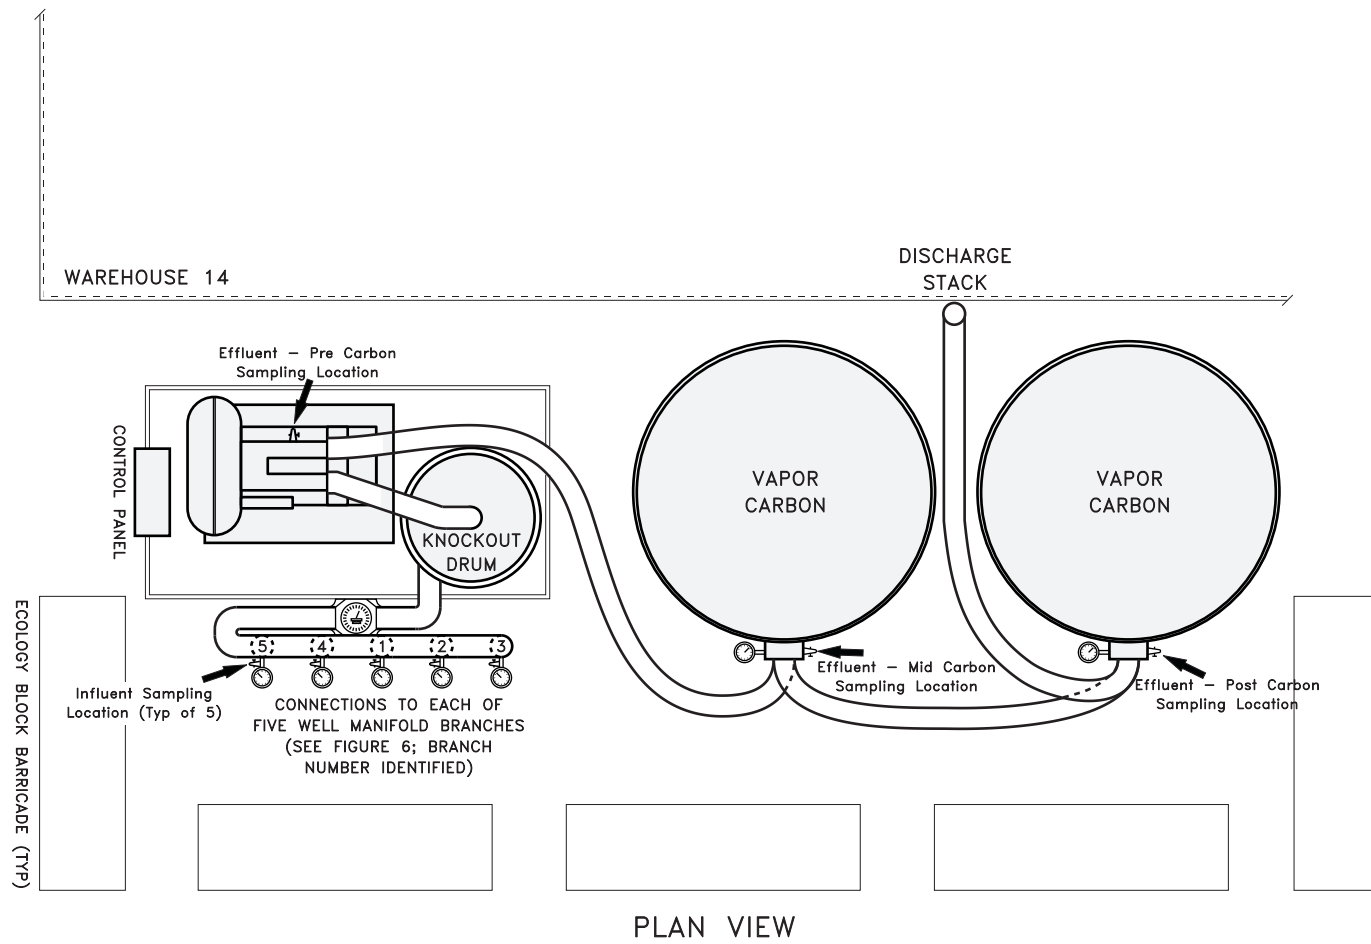 DISCHARGE
STACK
WAREHOUSE 14
Effluent – Pre Carbon
Sampling Location
CONTROL PANEL
VAPOR
CARBON
VAPOR
CARBON
KNOCKOUT
DRUM
5 4 1 2 3
Effluent – Mid Carbon
Sampling Location
Effluent – Post Carbon
Sampling Location
Influent Sampling
Location (Typ of 5)
CONNECTIONS TO EACH OF
FIVE WELL MANIFOLD BRANCHES
(SEE FIGURE 6; BRANCH
NUMBER IDENTIFIED)
ECOLOGY BLOCK BARRICADE (TYP)
PLAN VIEW